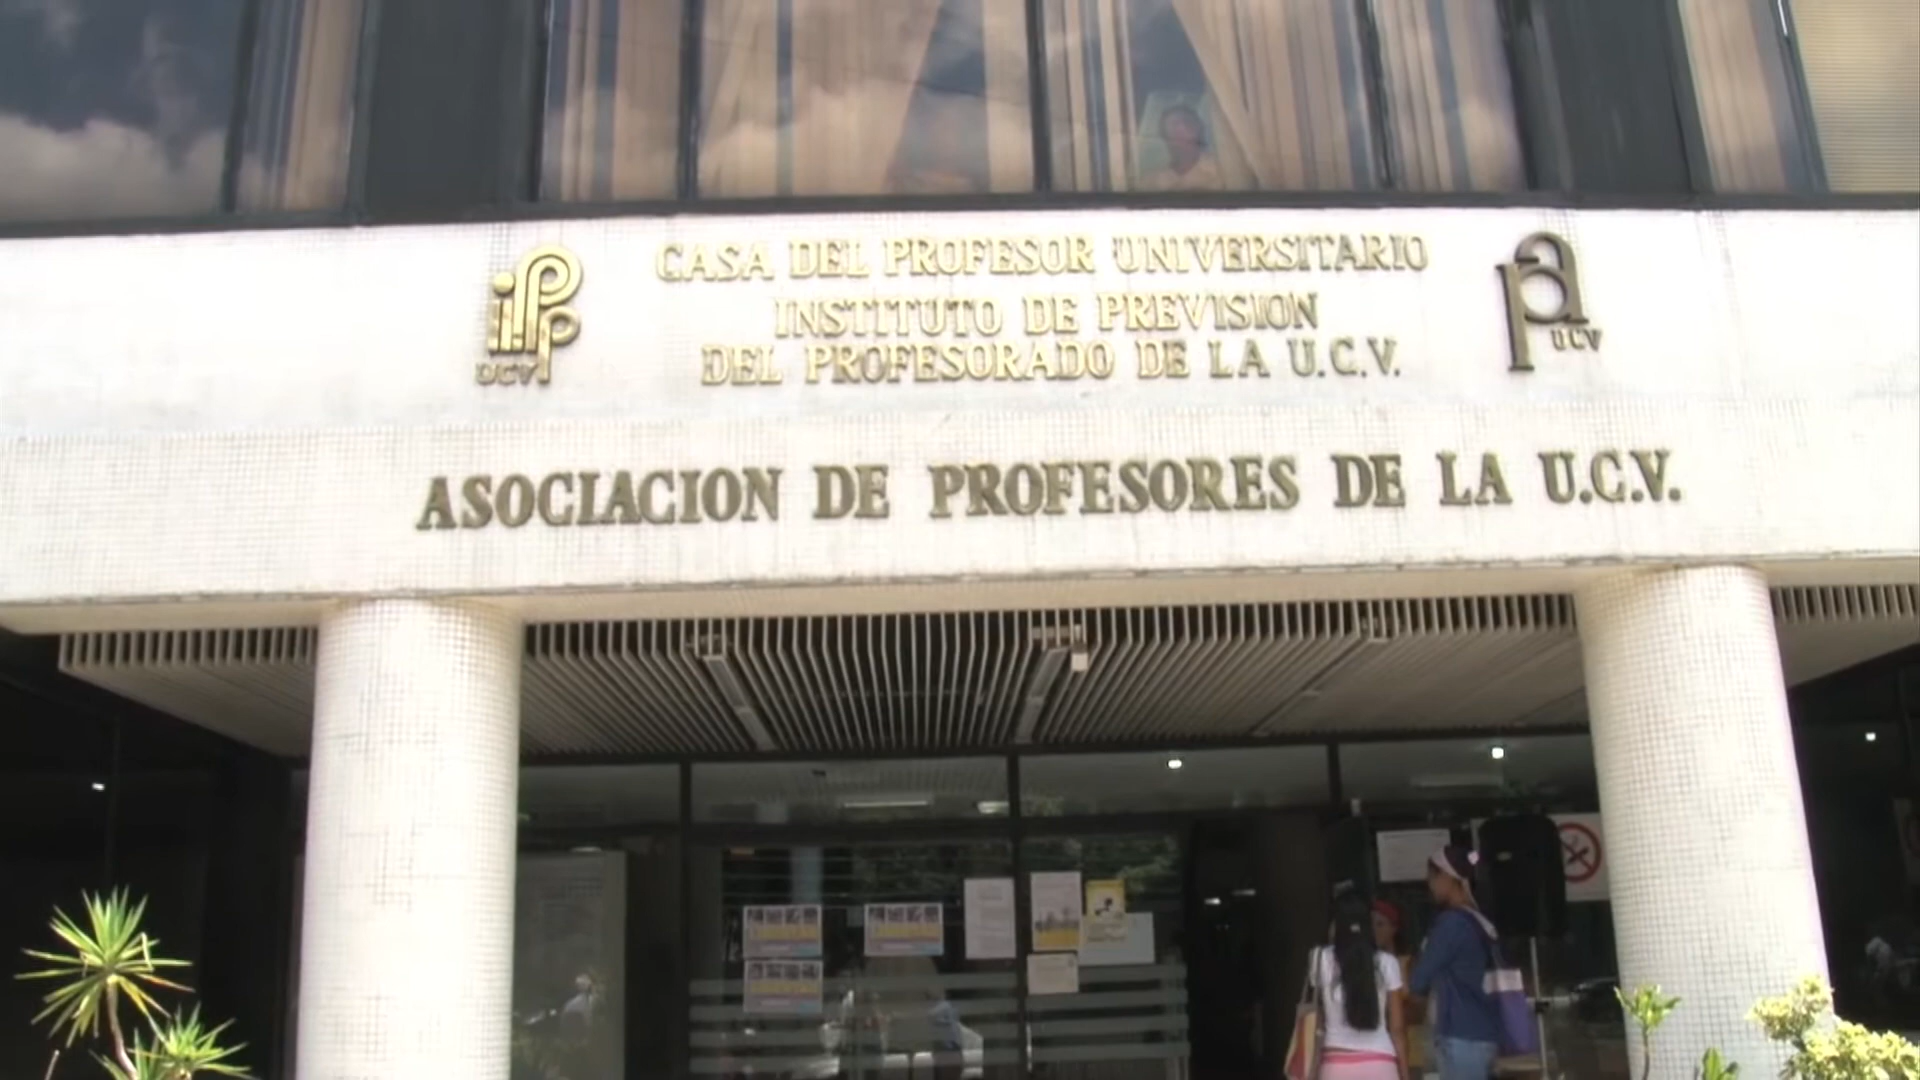 CASA DEL PROFESOR UNIVERSITARIO
INSTITUTO DE PREVISION
DEL PROFESORADO DE LA U.C.V.
ipp
UCV
apa
UCV
ASOCIACION DE PROFESORES DE LA U.C.V.